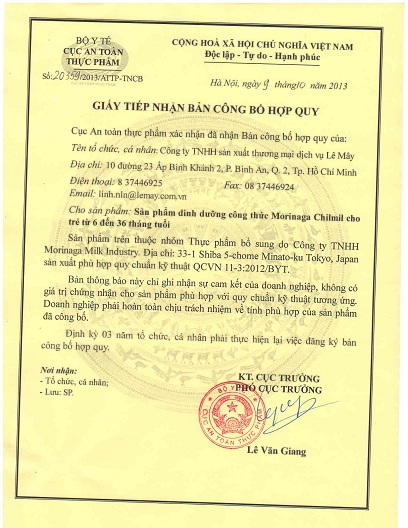 BỘ Y TẾ
CỤC AN TOÀN
THỰC PHẨM
Số: 20359/2013/ATTP-TNCB
CỘNG HOÀ XÃ HỘI CHỦ NGHĨA VIỆT NAM
Độc lập - Tự do - Hạnh phúc
Hà Nội, ngày 9 tháng 10 năm 2013
GIẤY TIẾP NHẬN BẢN CÔNG BỐ HỢP QUY
Cục An toàn thực phẩm xác nhận đã nhận Bản công bố hợp quy của:
Tên tổ chức, cá nhân: Công ty TNHH sản xuất thương mại dịch vụ Lê Mây
Địa chỉ: 10 đường 23 Ấp Bình Khánh 2, P. Bình An, Q. 2, Tp. Hồ Chí Minh
Điện thoại: 8 37446925 Fax: 08 37446924
Email: linh.nln@lemay.com.vn
Cho sản phẩm: Sản phẩm dinh dưỡng công thức Morinaga Chilmil cho
trẻ từ 6 đến 36 tháng tuổi
Sản phẩm trên thuộc nhóm Thực phẩm bổ sung do Công ty TNHH
Morinaga Milk Industry. Địa chỉ: 33-1 Shiba 5-chome Minato-ku Tokyo, Japan
sản xuất phù hợp quy chuẩn kỹ thuật QCVN 11-3:2012/BYT.
Bản thông báo này chỉ ghi nhận sự cam kết của doanh nghiệp, không có
giá trị chứng nhận cho sản phẩm phù hợp với quy chuẩn kỹ thuật tương ứng.
Doanh nghiệp phải hoàn toàn chịu trách nhiệm về tính phù hợp của sản phẩm
đã công bố.
Định kỳ 03 năm tổ chức, cá nhân phải thực hiện lại việc đăng ký bản
công bố hợp quy.
Nơi nhận:
- Tổ chức, cá nhân;
- Lưu: SP.
KT. CỤC TRƯỞNG
PHÓ CỤC TRƯỞNG
BỘ Y TẾ
CỤC AN TOÀN THỰC PHẨM
Lê Văn Giang